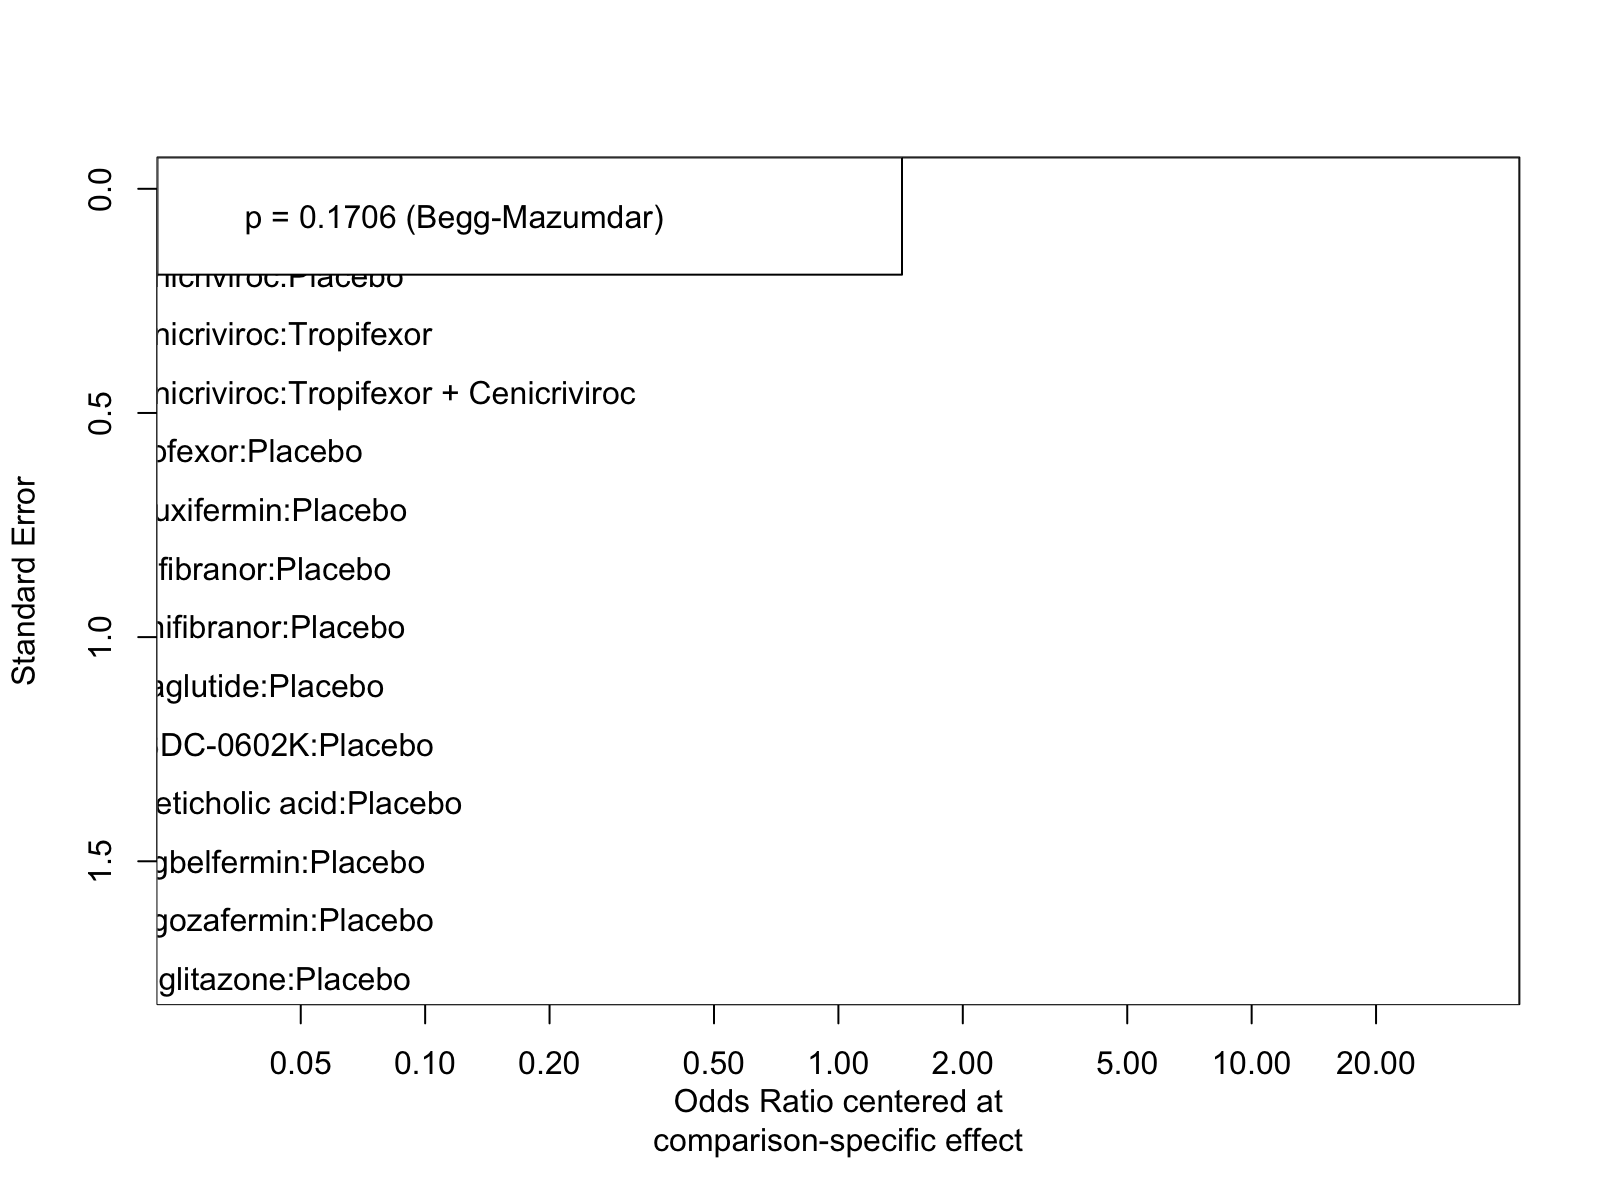 0.0
p = 0.1706 (Begg-Mazumdar)
nicriviroc:Placebo
nicriviroc:Tropifexor
nicriviroc:Tropifexor + Cenicriviroc
0.5
ofexor:Placebo
uxifermin:Placebo
Standard Error
fibranor:Placebo
nifibranor:Placebo
1.0
aglutide:Placebo
DC-0602K:Placebo
eticholic acid:Placebo
gbelfermin:Placebo
1.5
gozafermin:Placebo
glitazone:Placebo
0.05 0.10 0.20 0.50 1.00 2.00 5.00 10.00 20.00
Odds Ratio centered at
comparison-specific effect